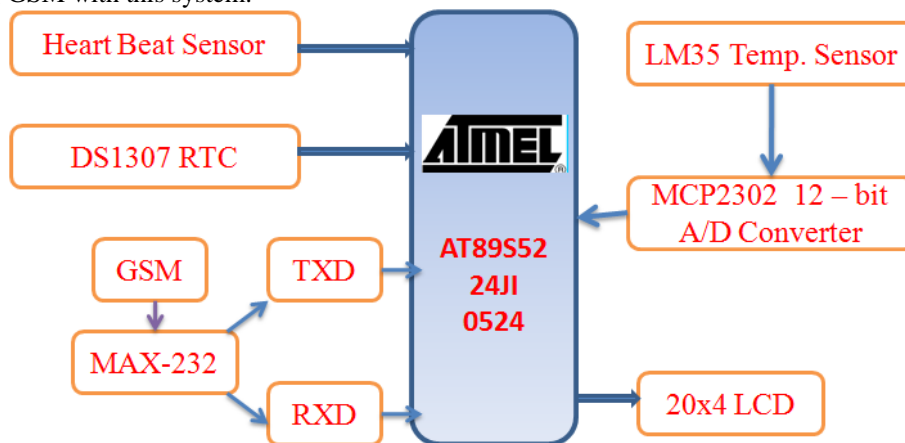 GSM with this system.
Heart Beat Sensor
LM35 Temp. Sensor
DS1307 RTC
ATMEL
®
MCP2302 12 – bit
A/D Converter
AT89S52
24JI
0524
GSM
TXD
MAX-232
RXD
20x4 LCD